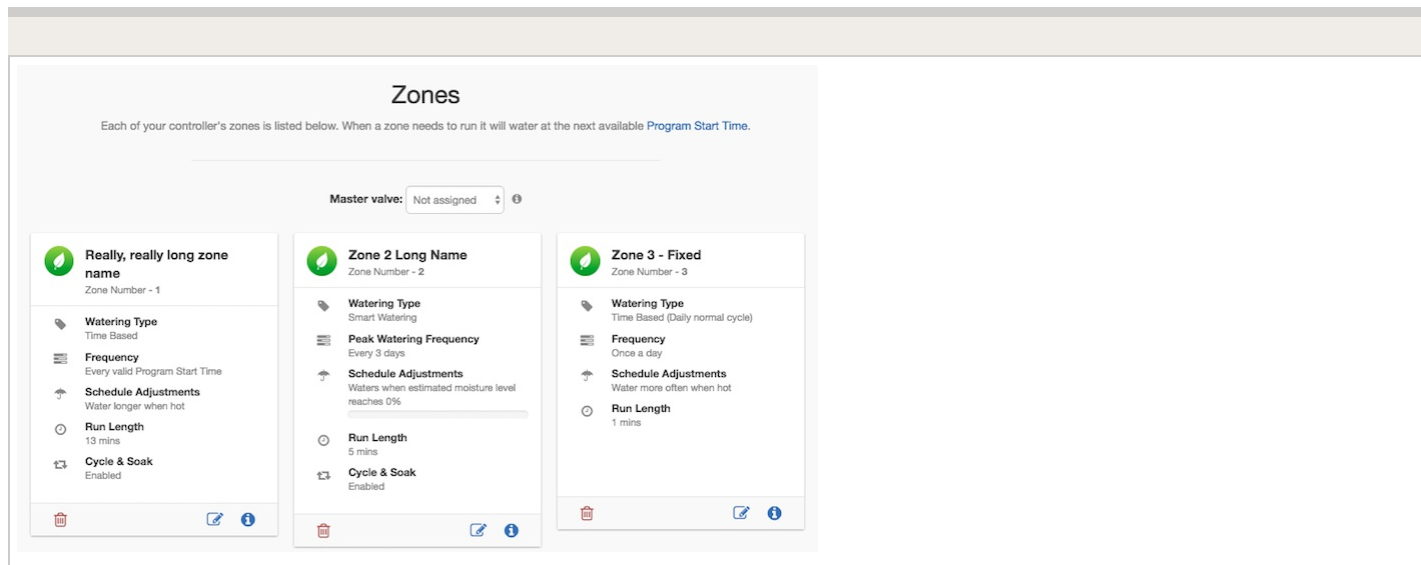 Zones
Each of your controller's zones is listed below. When a zone needs to run it will water at the next available Program Start Time.
Master valve: Not assigned
Really, really long zone
name
Zone Number - 1
Watering Type
Time Based
Frequency
Every valid Program Start Time
Schedule Adjustments
Water longer when hot
Run Length
13 mins
Cycle & Soak
Enabled
Zone 2 Long Name
Zone Number - 2
Watering Type
Smart Watering
Peak Watering Frequency
Every 3 days
Schedule Adjustments
Waters when estimated moisture level
reaches 0%
Run Length
5 mins
Cycle & Soak
Enabled
Zone 3 - Fixed
Zone Number - 3
Watering Type
Time Based (Daily normal cycle)
Frequency
Once a day
Schedule Adjustments
Water more often when hot
Run Length
1 mins